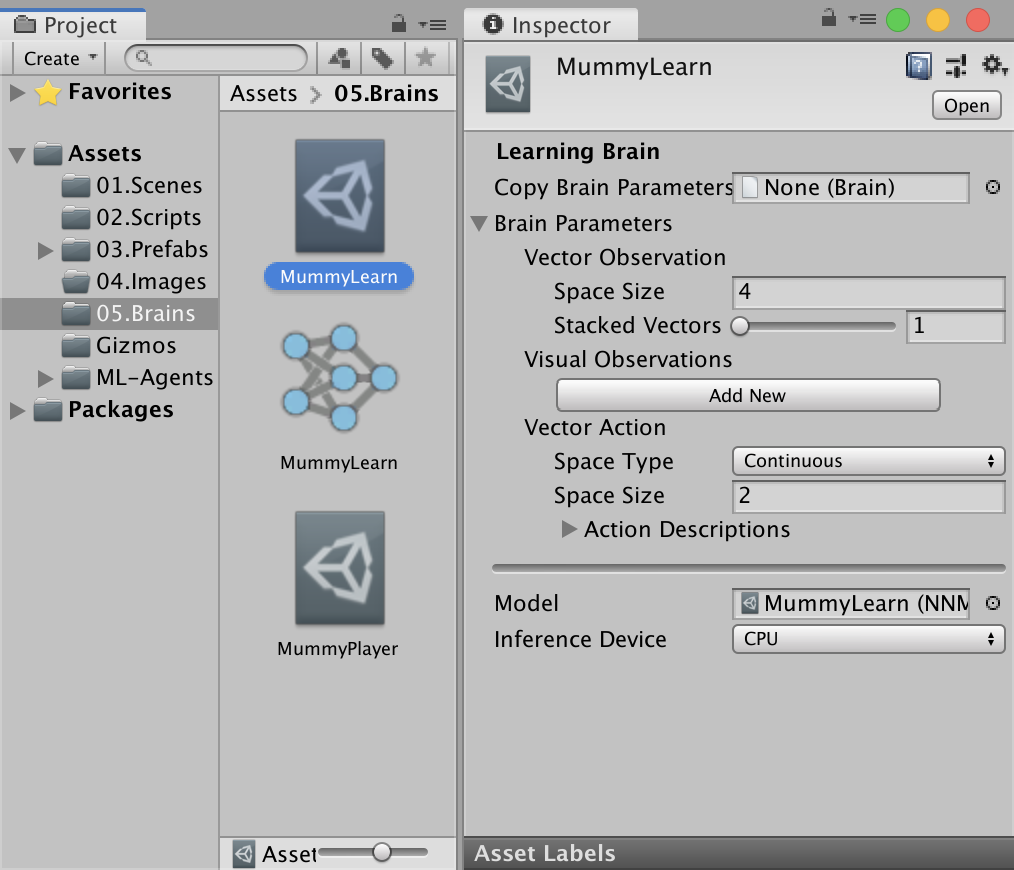 Project
Create
Favorites
Assets
01.Scenes
02.Scripts
03.Prefabs
04.Images
05.Brains
Gizmos
ML-Agents
Packages
Assets > 05.Brains
MummyLearn
MummyLearn
MummyPlayer
Asset
Inspector
MummyLearn
Open
Learning Brain
Copy Brain Parameters None (Brain)
Brain Parameters
Vector Observation
Space Size 4
Stacked Vectors 1
Visual Observations
Add New
Vector Action
Space Type Continuous
Space Size 2
Action Descriptions
Model MummyLearn (NNM
Inference Device CPU
Asset Labels